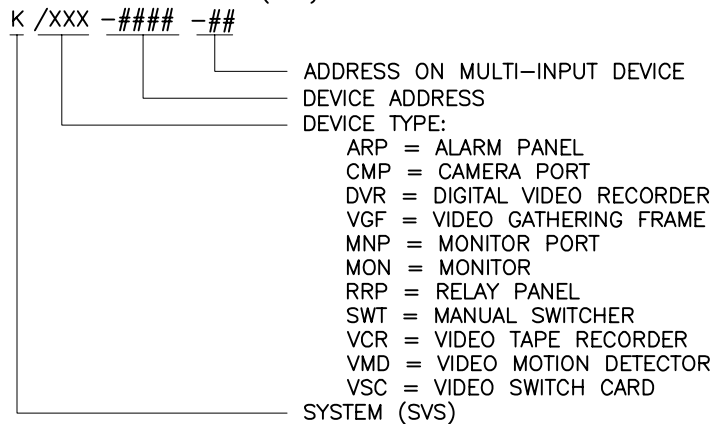 K /XXX -#### -##
ADDRESS ON MULTI-INPUT DEVICE
DEVICE ADDRESS
DEVICE TYPE:
ARP = ALARM PANEL
CMP = CAMERA PORT
DVR = DIGITAL VIDEO RECORDER
VGF = VIDEO GATHERING FRAME
MNP = MONITOR PORT
MON = MONITOR
RRP = RELAY PANEL
SWT = MANUAL SWITCHER
VCR = VIDEO TAPE RECORDER
VMD = VIDEO MOTION DETECTOR
VSC = VIDEO SWITCH CARD
SYSTEM (SVS)